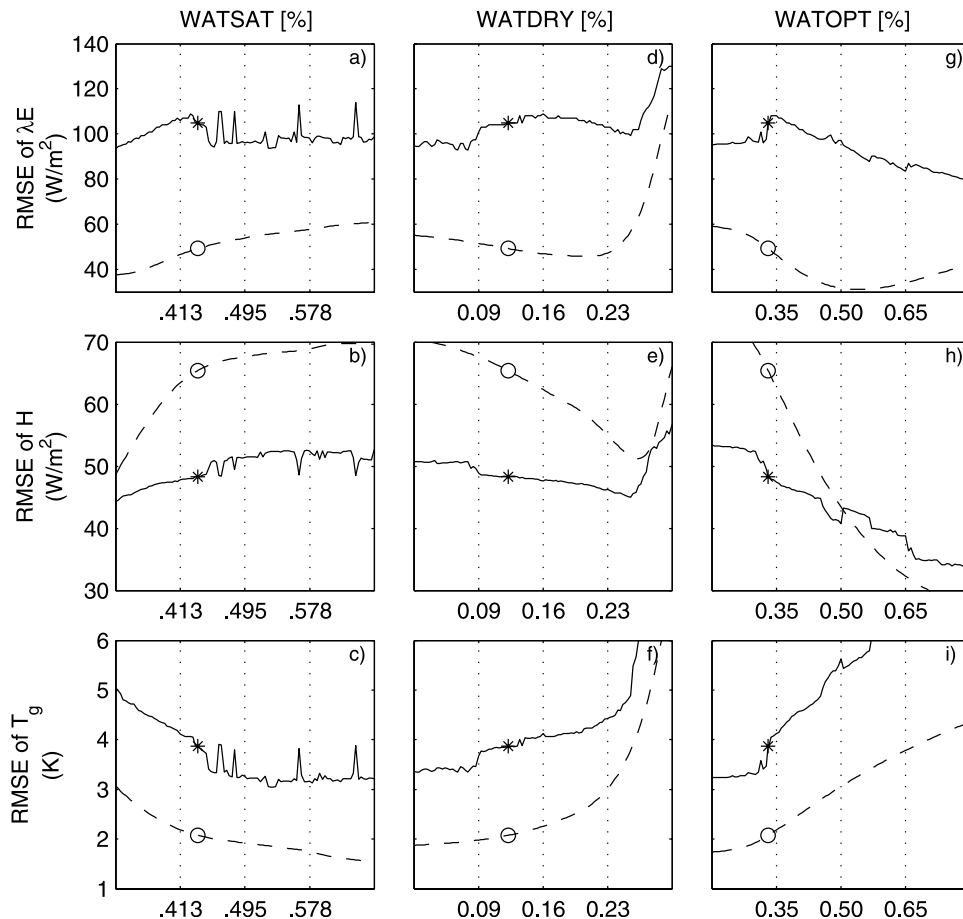 WATSAT [%] WATDRY [%] WATOPT [%]
RMSE of λE
(W/m²)
140
120
100
80
60
40
a)
.413 .495 .578
d)
0.09 0.16 0.23
g)
0.35 0.50 0.65
RMSE of H
(W/m²)
70
60
50
40
30
b)
.413 .495 .578
e)
0.09 0.16 0.23
h)
0.35 0.50 0.65
RMSE of T_g
(K)
6
5
4
3
2
1
c)
.413 .495 .578
f)
0.09 0.16 0.23
i)
0.35 0.50 0.65